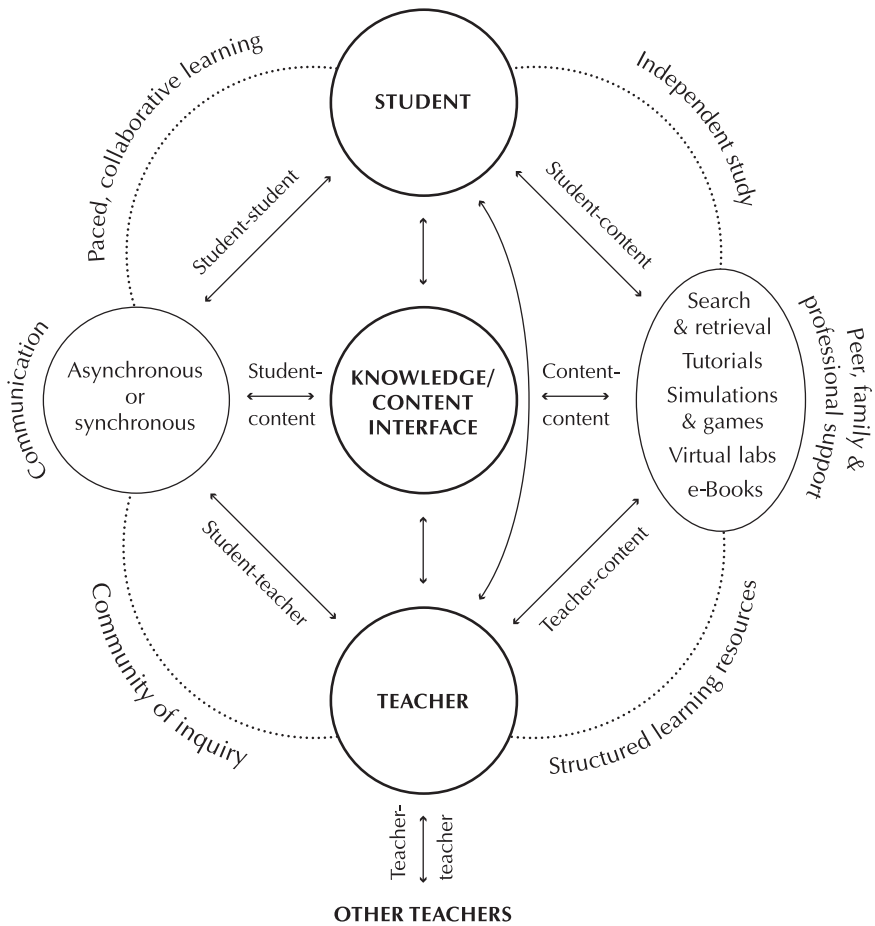 STUDENT
Paced, collaborative learning
Independent study
Student-student
Student-content
Communication
Asynchronous
or
synchronous
Student-
content
KNOWLEDGE/
CONTENT
INTERFACE
Content-
content
Search
& retrieval
Tutorials
Simulations
& games
Virtual labs
e-Books
Peer, family &
professional support
Student-teacher
Teacher-content
Community of inquiry
Structured learning resources
TEACHER
Teacher-
teacher
OTHER TEACHERS